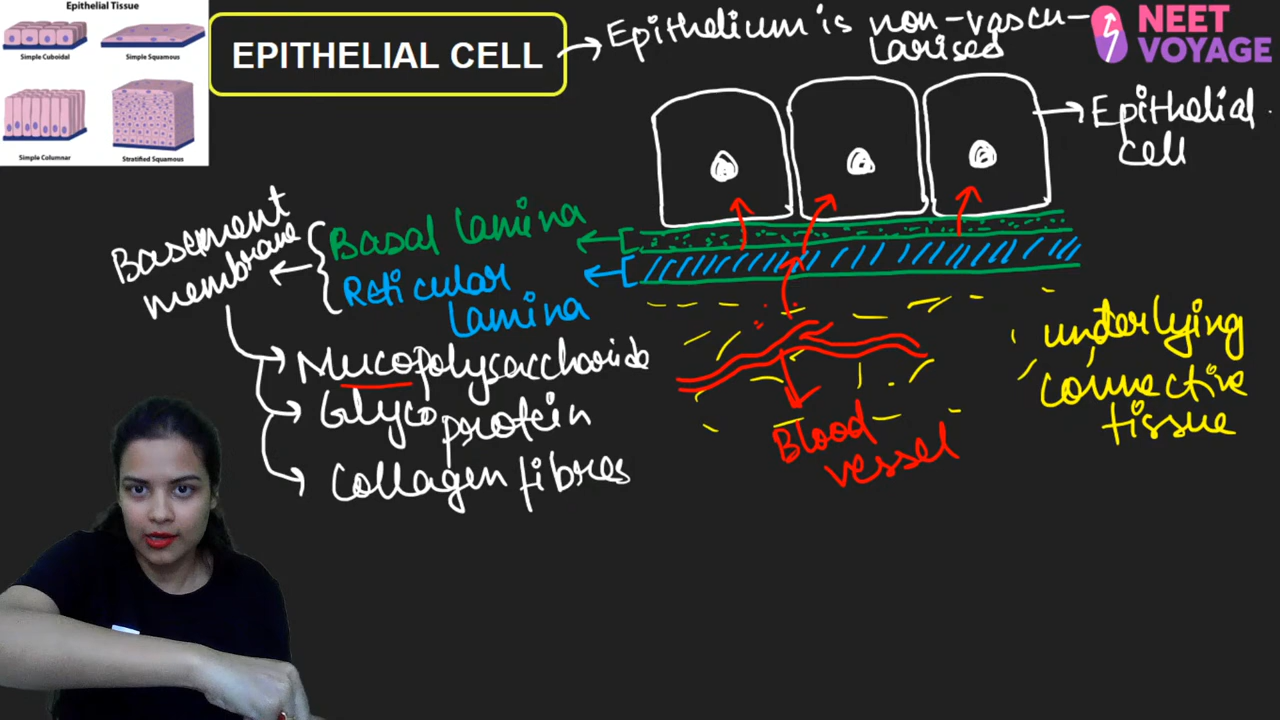 Epithelial Tissue
Simple Cuboidal
Simple Squamous
Simple Columnar
Stratified Squamous
EPITHELIAL CELL
Epithelium is non-vascu-
larised
NEET
VOYAGE
Epithelial
cell
Basement
membrane
Basal lamina
Reticular
lamina
Mucopolysaccharide
Glycoprotein
Collagen fibres
underlying
connective
tissue
Blood
vessel